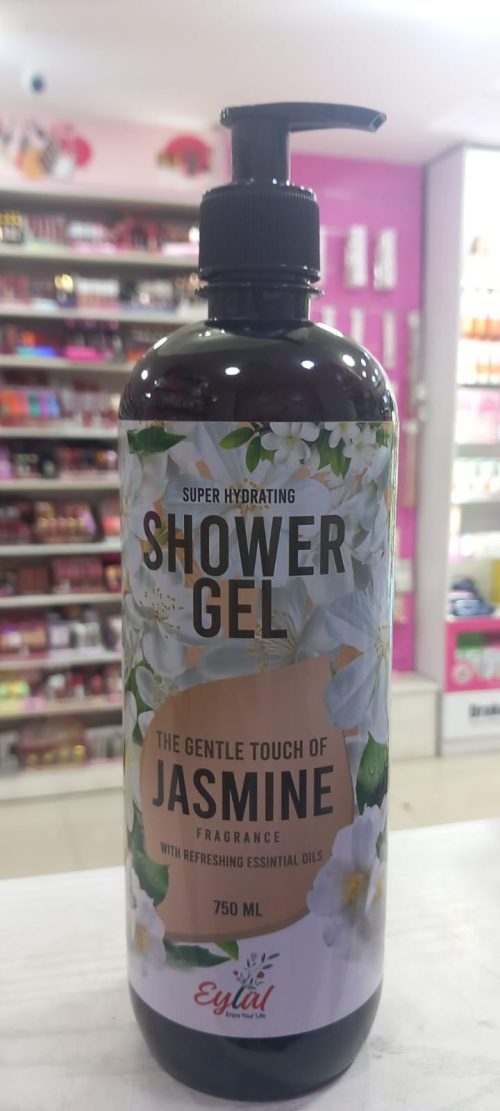 SUPER HYDRATING
SHOWER
GEL
THE GENTLE TOUCH OF
JASMINE
FRAGRANCE
WITH REFRESHING ESSINTIAL OILS
750 ML
Eylul
Enjoy Your Life